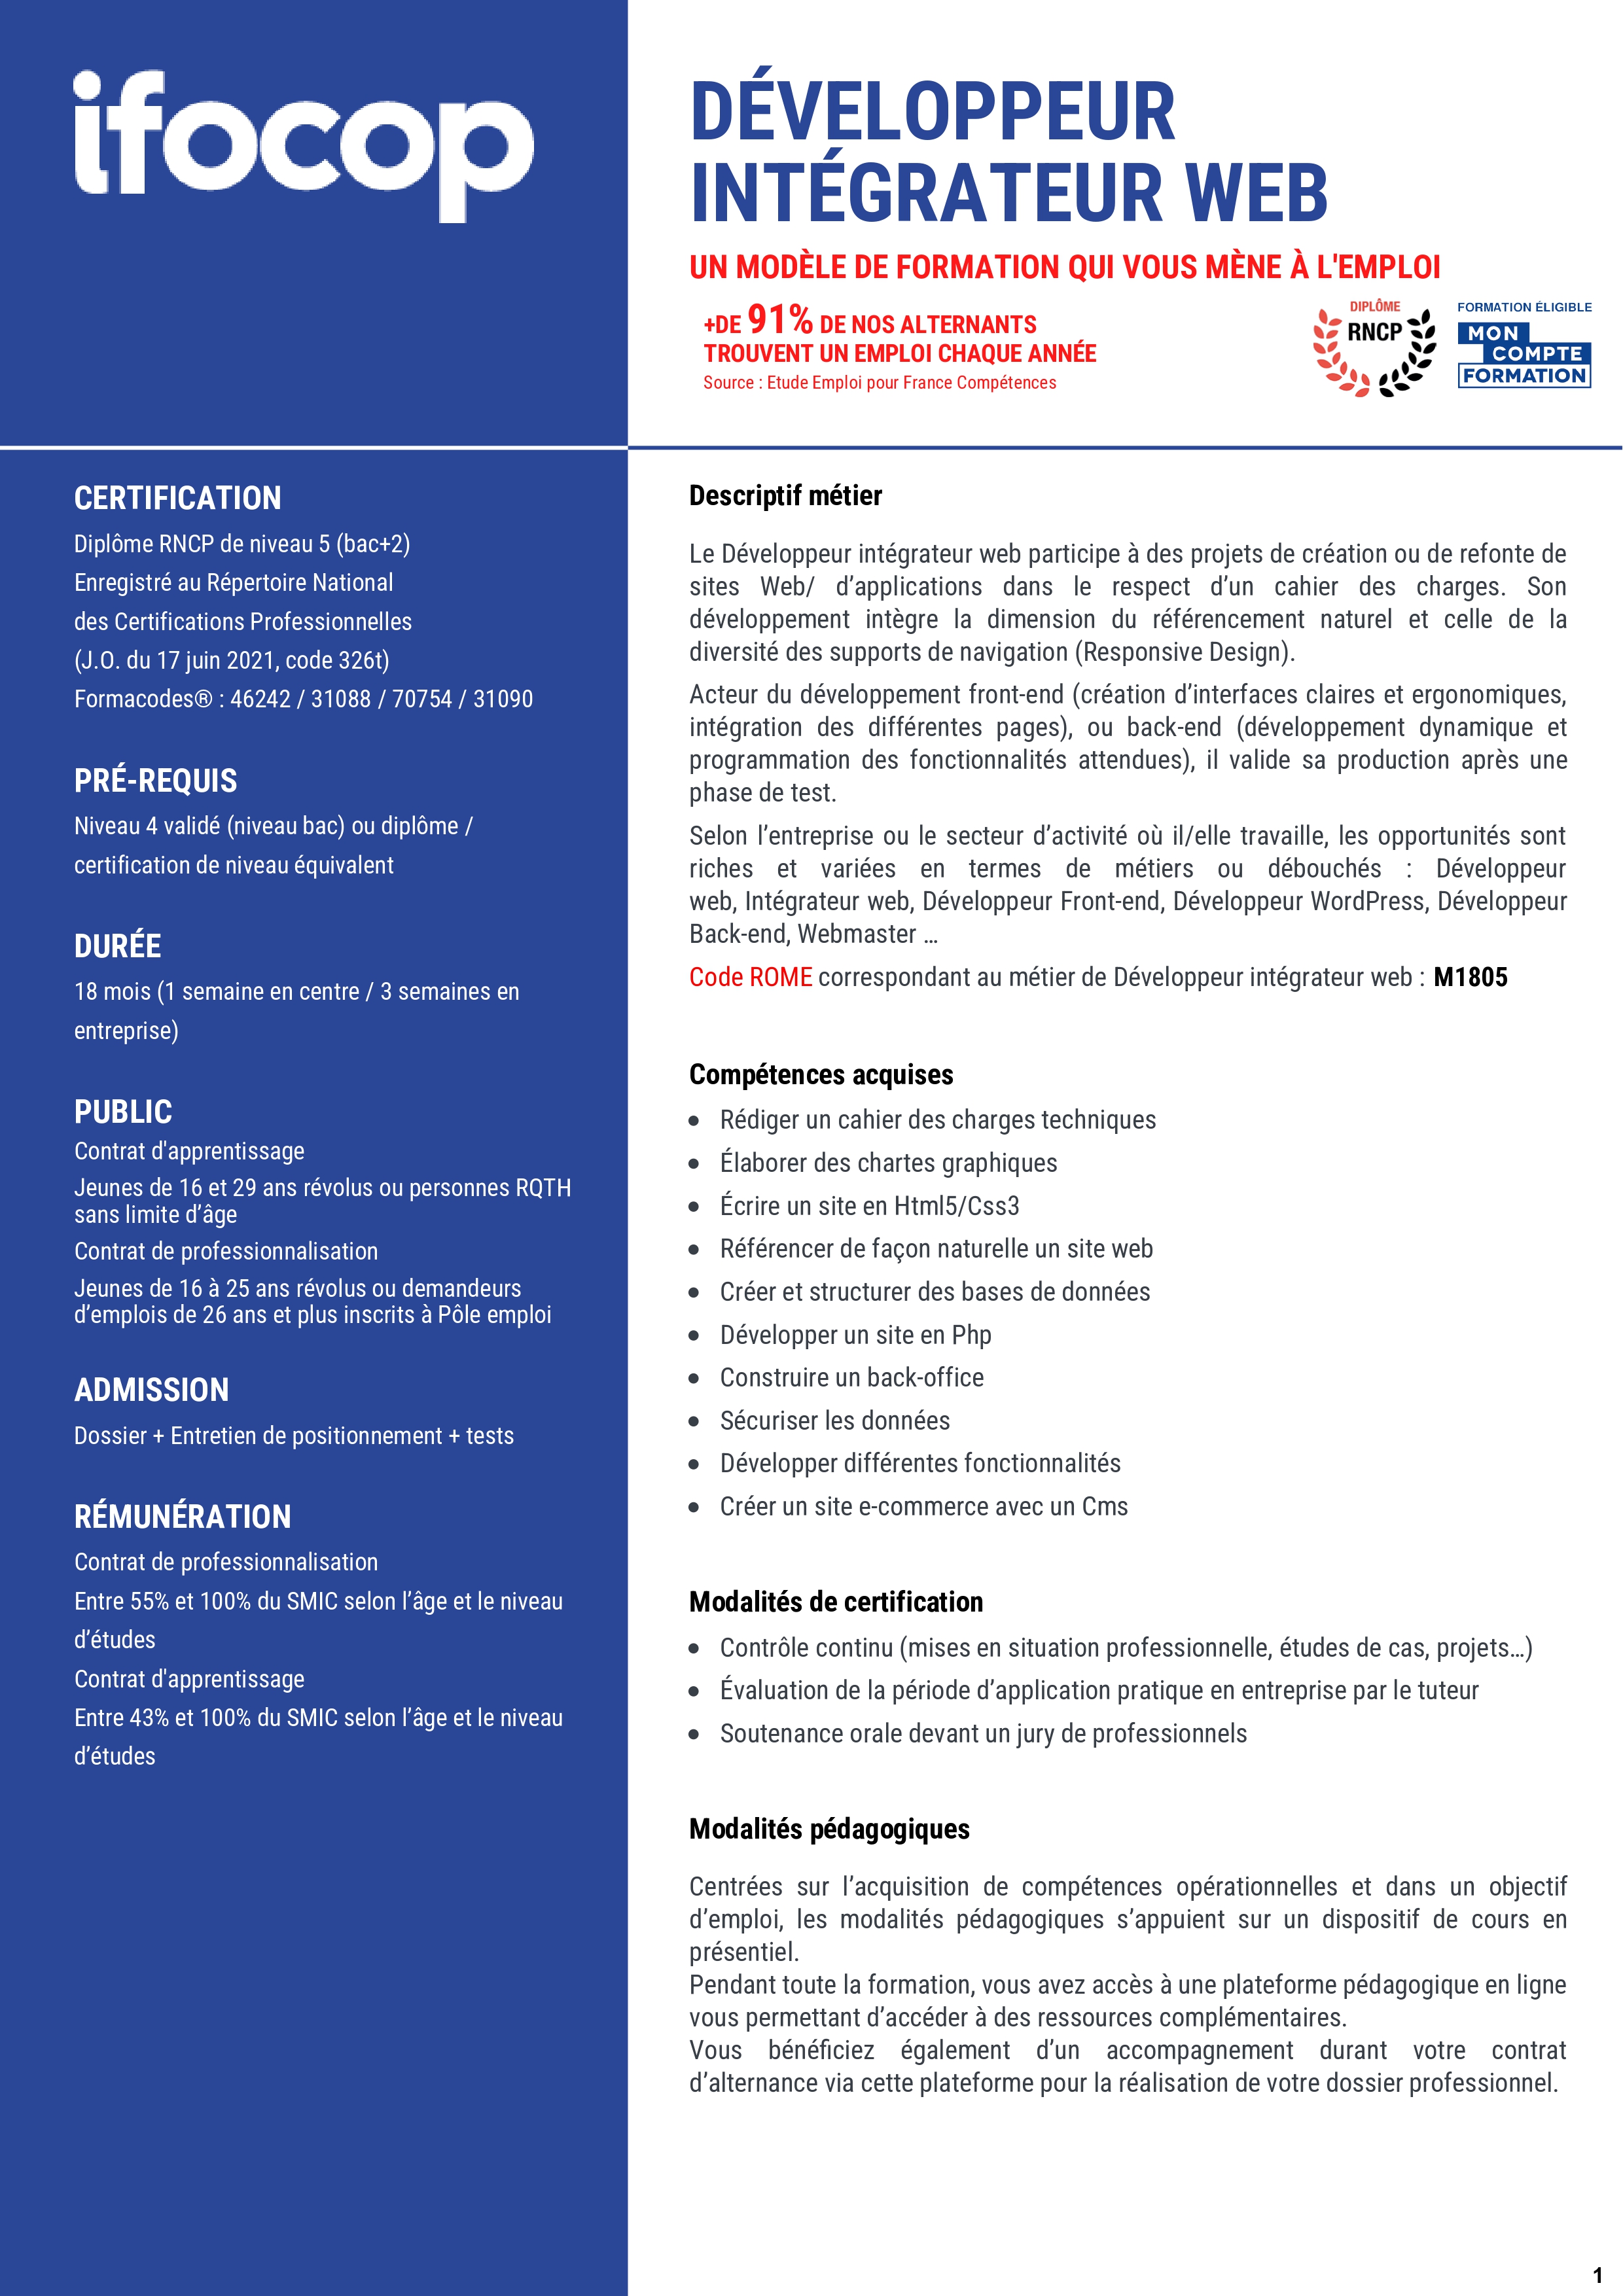 ifocop
DÉVELOPPEUR
INTÉGRATEUR WEB
UN MODÈLE DE FORMATION QUI VOUS MÈNE À L'EMPLOI
+DE 91% DE NOS ALTERNANTS
TROUVENT UN EMPLOI CHAQUE ANNÉE
Source : Etude Emploi pour France Compétences
DIPLÔME
RNCP
FORMATION ÉLIGIBLE
MON
COMPTE
FORMATION
CERTIFICATION
Diplôme RNCP de niveau 5 (bac+2)
Enregistré au Répertoire National
des Certifications Professionnelles
(J.O. du 17 juin 2021, code 326t)
Formacodes® : 46242 / 31088 / 70754 / 31090
PRÉ-REQUIS
Niveau 4 validé (niveau bac) ou diplôme /
certification de niveau équivalent
DURÉE
18 mois (1 semaine en centre / 3 semaines en
entreprise)
PUBLIC
Contrat d'apprentissage
Jeunes de 16 et 29 ans révolus ou personnes RQTH
sans limite d’âge
Contrat de professionnalisation
Jeunes de 16 à 25 ans révolus ou demandeurs
d’emplois de 26 ans et plus inscrits à Pôle emploi
ADMISSION
Dossier + Entretien de positionnement + tests
RÉMUNÉRATION
Contrat de professionnalisation
Entre 55% et 100% du SMIC selon l’âge et le niveau
d’études
Contrat d'apprentissage
Entre 43% et 100% du SMIC selon l’âge et le niveau
d’études
Descriptif métier
Le Développeur intégrateur web participe à des projets de création ou de refonte de
sites Web/ d’applications dans le respect d’un cahier des charges. Son
développement intègre la dimension du référencement naturel et celle de la
diversité des supports de navigation (Responsive Design).
Acteur du développement front-end (création d’interfaces claires et ergonomiques,
intégration des différentes pages), ou back-end (développement dynamique et
programmation des fonctionnalités attendues), il valide sa production après une
phase de test.
Selon l’entreprise ou le secteur d’activité où il/elle travaille, les opportunités sont
riches et variées en termes de métiers ou débouchés : Développeur
web, Intégrateur web, Développeur Front-end, Développeur WordPress, Développeur
Back-end, Webmaster …
Code ROME correspondant au métier de Développeur intégrateur web : M1805
Compétences acquises
● Rédiger un cahier des charges techniques
● Élaborer des chartes graphiques
● Écrire un site en Html5/Css3
● Référencer de façon naturelle un site web
● Créer et structurer des bases de données
● Développer un site en Php
● Construire un back-office
● Sécuriser les données
● Développer différentes fonctionnalités
● Créer un site e-commerce avec un Cms
Modalités de certification
● Contrôle continu (mises en situation professionnelle, études de cas, projets…)
● Évaluation de la période d’application pratique en entreprise par le tuteur
● Soutenance orale devant un jury de professionnels
Modalités pédagogiques
Centrées sur l’acquisition de compétences opérationnelles et dans un objectif
d’emploi, les modalités pédagogiques s’appuient sur un dispositif de cours en
présentiel.
Pendant toute la formation, vous avez accès à une plateforme pédagogique en ligne
vous permettant d’accéder à des ressources complémentaires.
Vous bénéficiez également d’un accompagnement durant votre contrat
d’alternance via cette plateforme pour la réalisation de votre dossier professionnel.
1